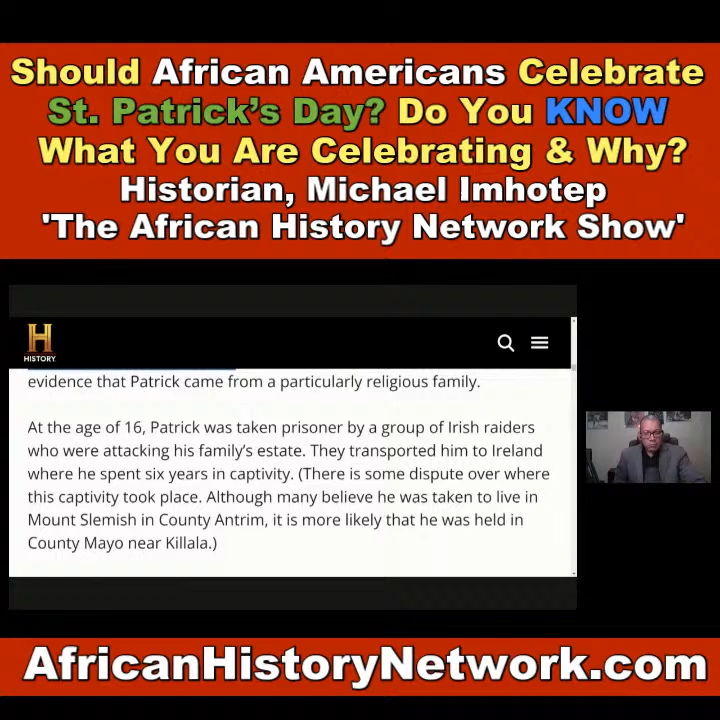 Should African Americans Celebrate
St. Patrick's Day? Do You KNOW
What You Are Celebrating & Why?
Historian, Michael Imhotep
'The African History Network Show'
H
HISTORY
evidence that Patrick came from a particularly religious family.
At the age of 16, Patrick was taken prisoner by a group of Irish raiders
who were attacking his family's estate. They transported him to Ireland
where he spent six years in captivity. (There is some dispute over where
this captivity took place. Although many believe he was taken to live in
Mount Slemish in County Antrim, it is more likely that he was held in
County Mayo near Killala.)
AfricanHistoryNetwork.com